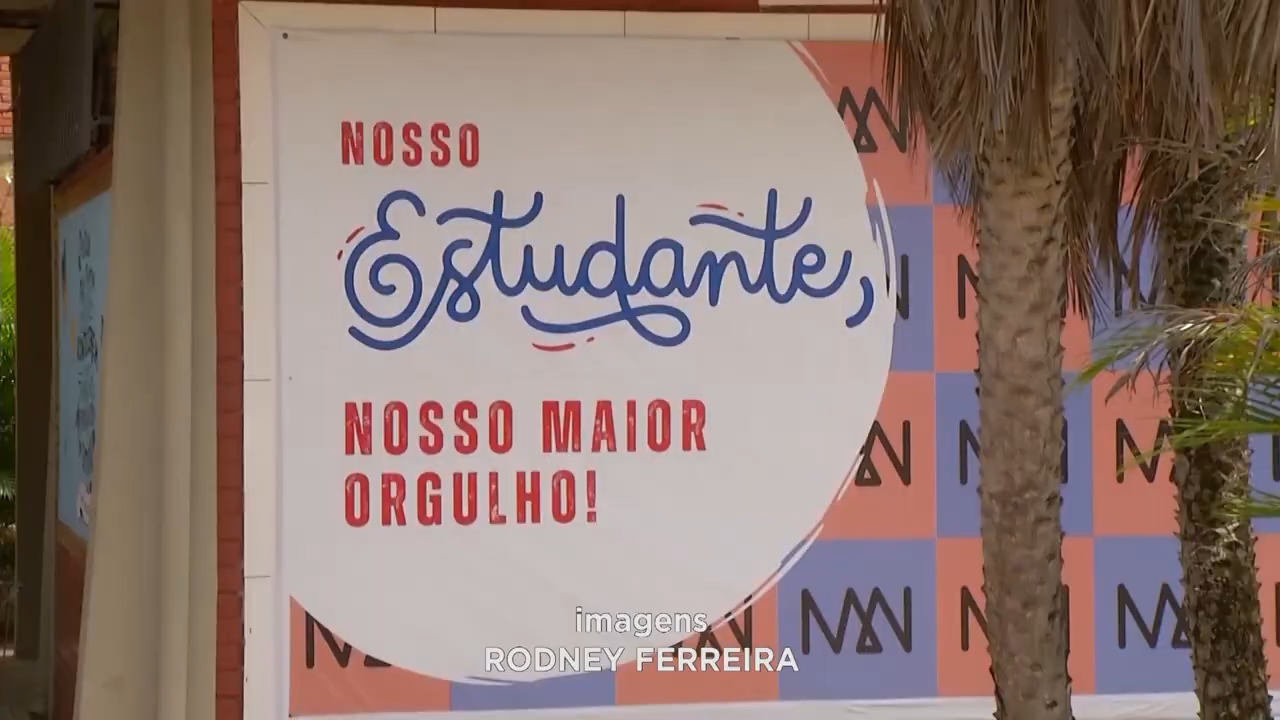 NOSSO
Estudante,
NOSSO MAIOR
ORGULHO!
imagens
RODNEY FERREIRA